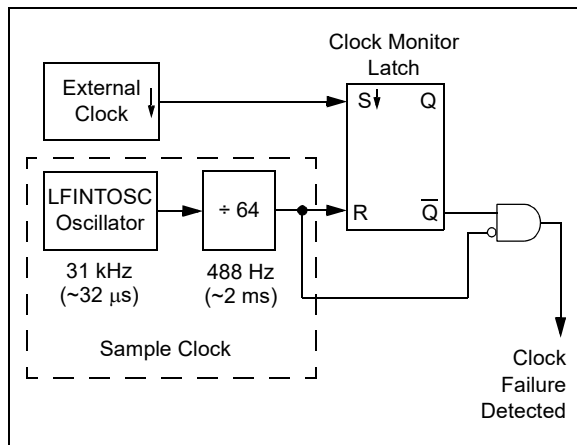 Clock Monitor
Latch
External
Clock
S
Q
LFINTOSC
Oscillator
÷ 64
R
Q̅
31 kHz
(~32 μs)
488 Hz
(~2 ms)
Sample Clock
Clock
Failure
Detected